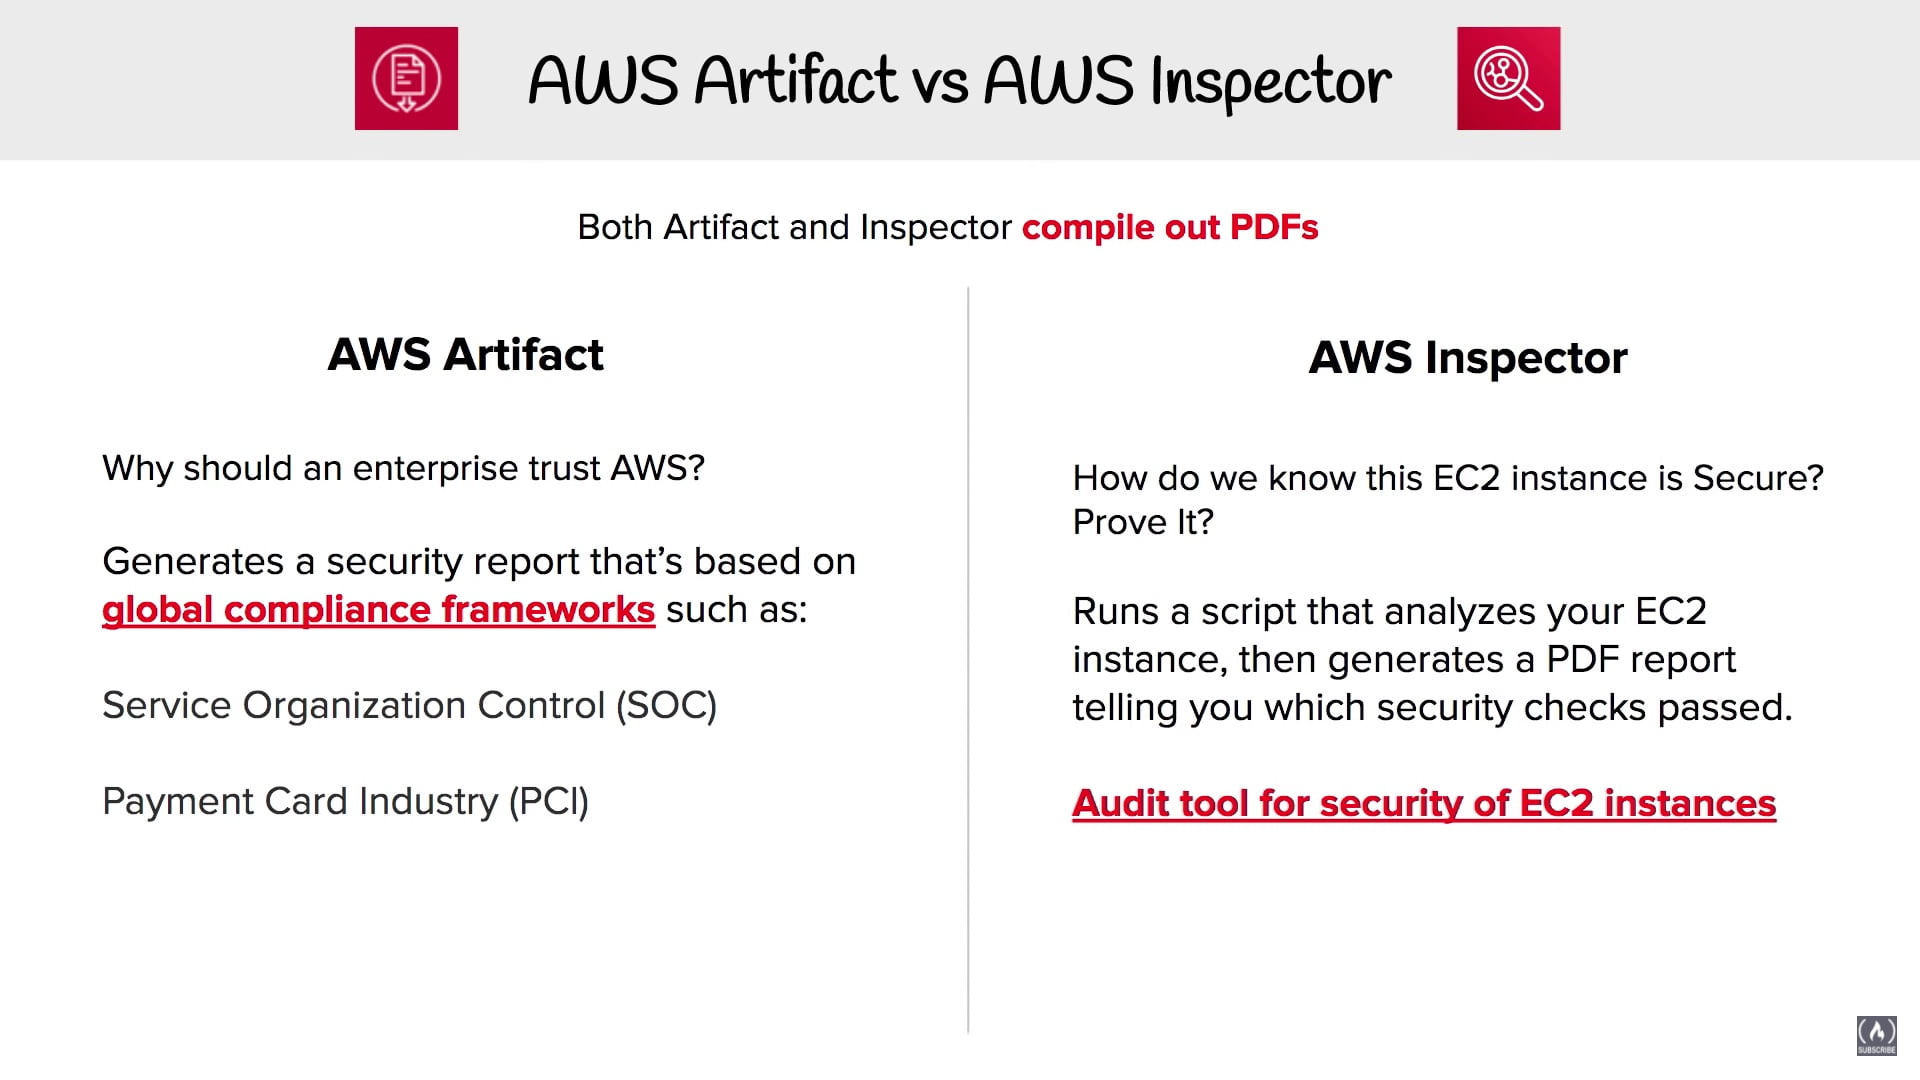 AWS Artifact vs AWS Inspector
Both Artifact and Inspector compile out PDFs
AWS Artifact
Why should an enterprise trust AWS?
Generates a security report that's based on
global compliance frameworks such as:
Service Organization Control (SOC)
Payment Card Industry (PCI)
AWS Inspector
How do we know this EC2 instance is Secure?
Prove It?
Runs a script that analyzes your EC2
instance, then generates a PDF report
telling you which security checks passed.
Audit tool for security of EC2 instances
SUBSCRIBE